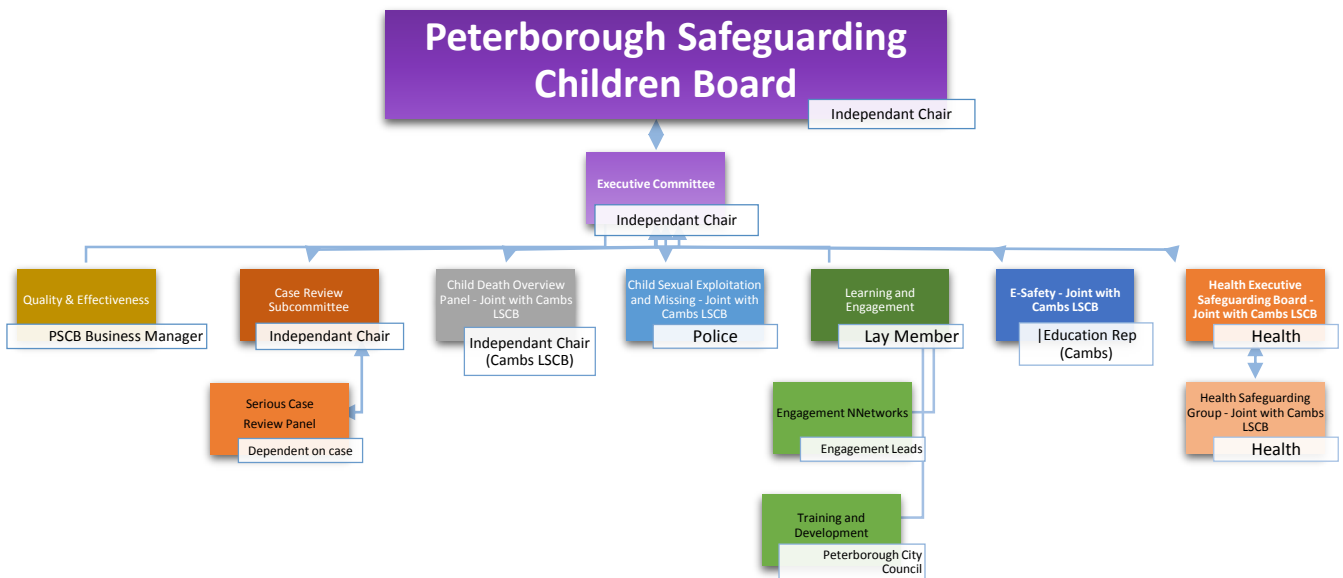 Peterborough Safeguarding
Children Board
Independant Chair
Executive Committee
Independant Chair
Quality & Effectiveness
PSCB Business Manager
Case Review
Subcommittee
Independant Chair
Child Death Overview
Panel - Joint with Cambs
LSCB
Independant Chair
(Cambs LSCB)
Child Sexual Exploitation
and Missing - Joint with
Cambs LSCB
Police
Learning and
Engagement
Lay Member
E-Safety - Joint with
Cambs LSCB
|Education Rep
(Cambs)
Health Executive
Safeguarding Board -
Joint with Cambs LSCB
Health
Serious Case
Review Panel
Dependent on case
Engagement NNetworks
Engagement Leads
Health Safeguarding
Group - Joint with Cambs
LSCB
Health
Training and
Development
Peterborough City
Council